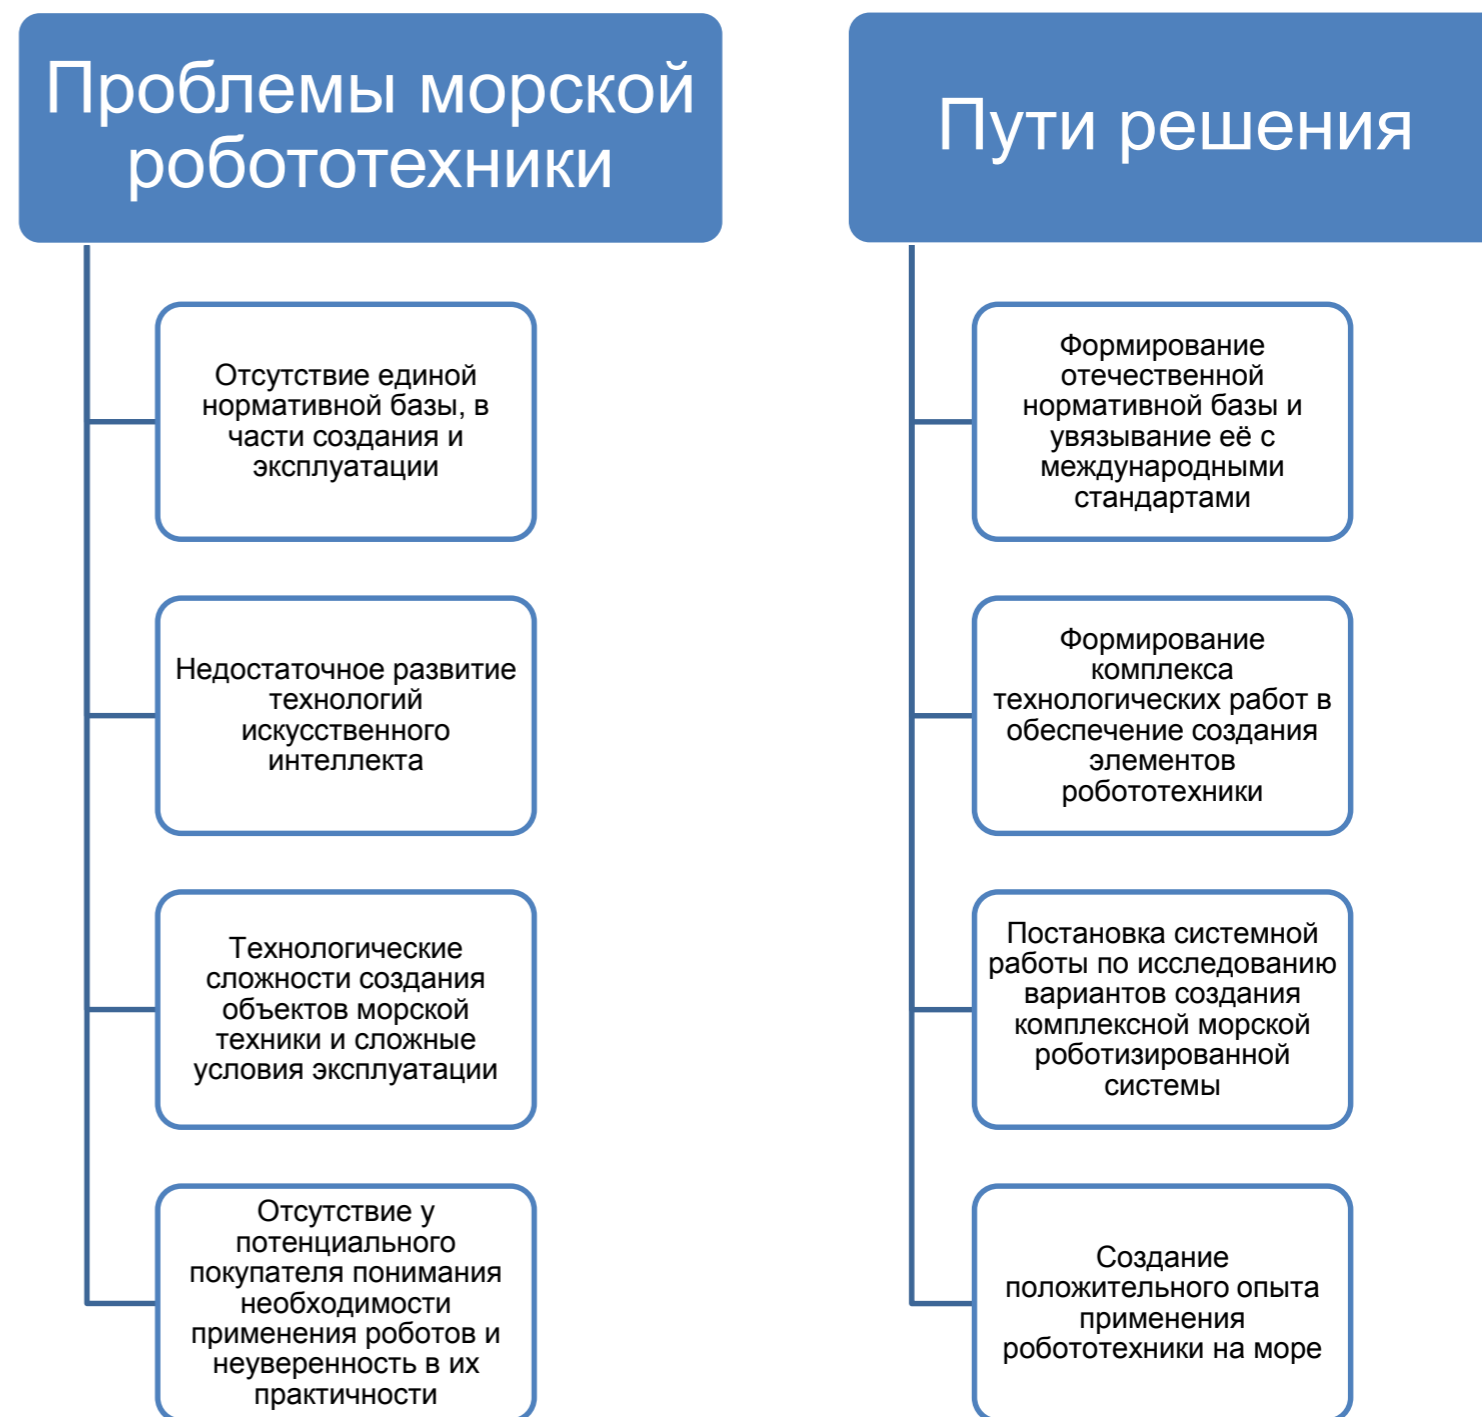 Проблемы морской
робототехники
Отсутствие единой
нормативной базы, в
части создания и
эксплуатации
Недостаточное развитие
технологий
искусственного
интеллекта
Технологические
сложности создания
объектов морской
техники и сложные
условия эксплуатации
Отсутствие у
потенциального
покупателя понимания
необходимости
применения роботов и
неуверенность в их
практичности
Пути решения
Формирование
отечественной
нормативной базы и
увязывание её с
международными
стандартами
Формирование
комплекса
технологических работ в
обеспечение создания
элементов
робототехники
Постановка системной
работы по исследованию
вариантов создания
комплексной морской
роботизированной
системы
Создание
положительного опыта
применения
робототехники на море